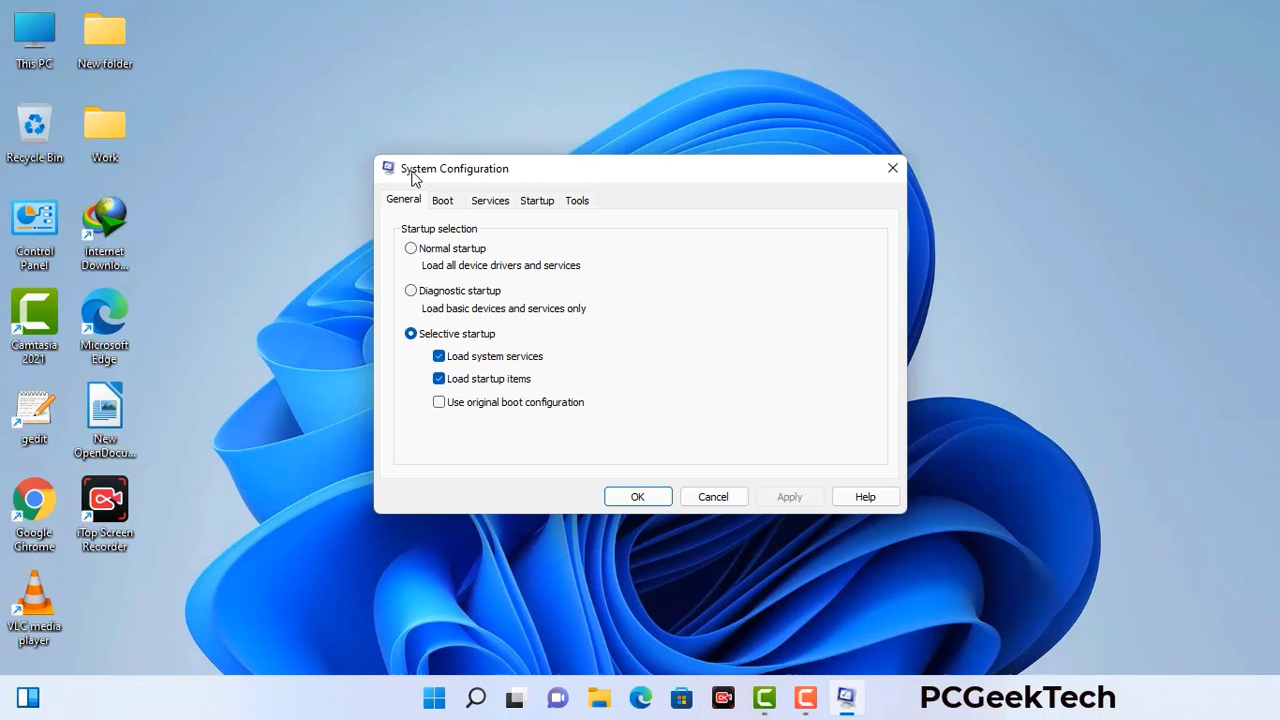 This PC
New folder
Recycle Bin
Work
Control
Panel
Internet
Downlo...
Camtasia
2021
Microsoft
Edge
gedit
New
OpenDocu...
Google
Chrome
iTop Screen
Recorder
VLC media
player
System Configuration
General
Boot
Services
Startup
Tools
Startup selection
Normal startup
Load all device drivers and services
Diagnostic startup
Load basic devices and services only
Selective startup
Load system services
Load startup items
Use original boot configuration
OK
Cancel
Apply
Help
PCGeekTech